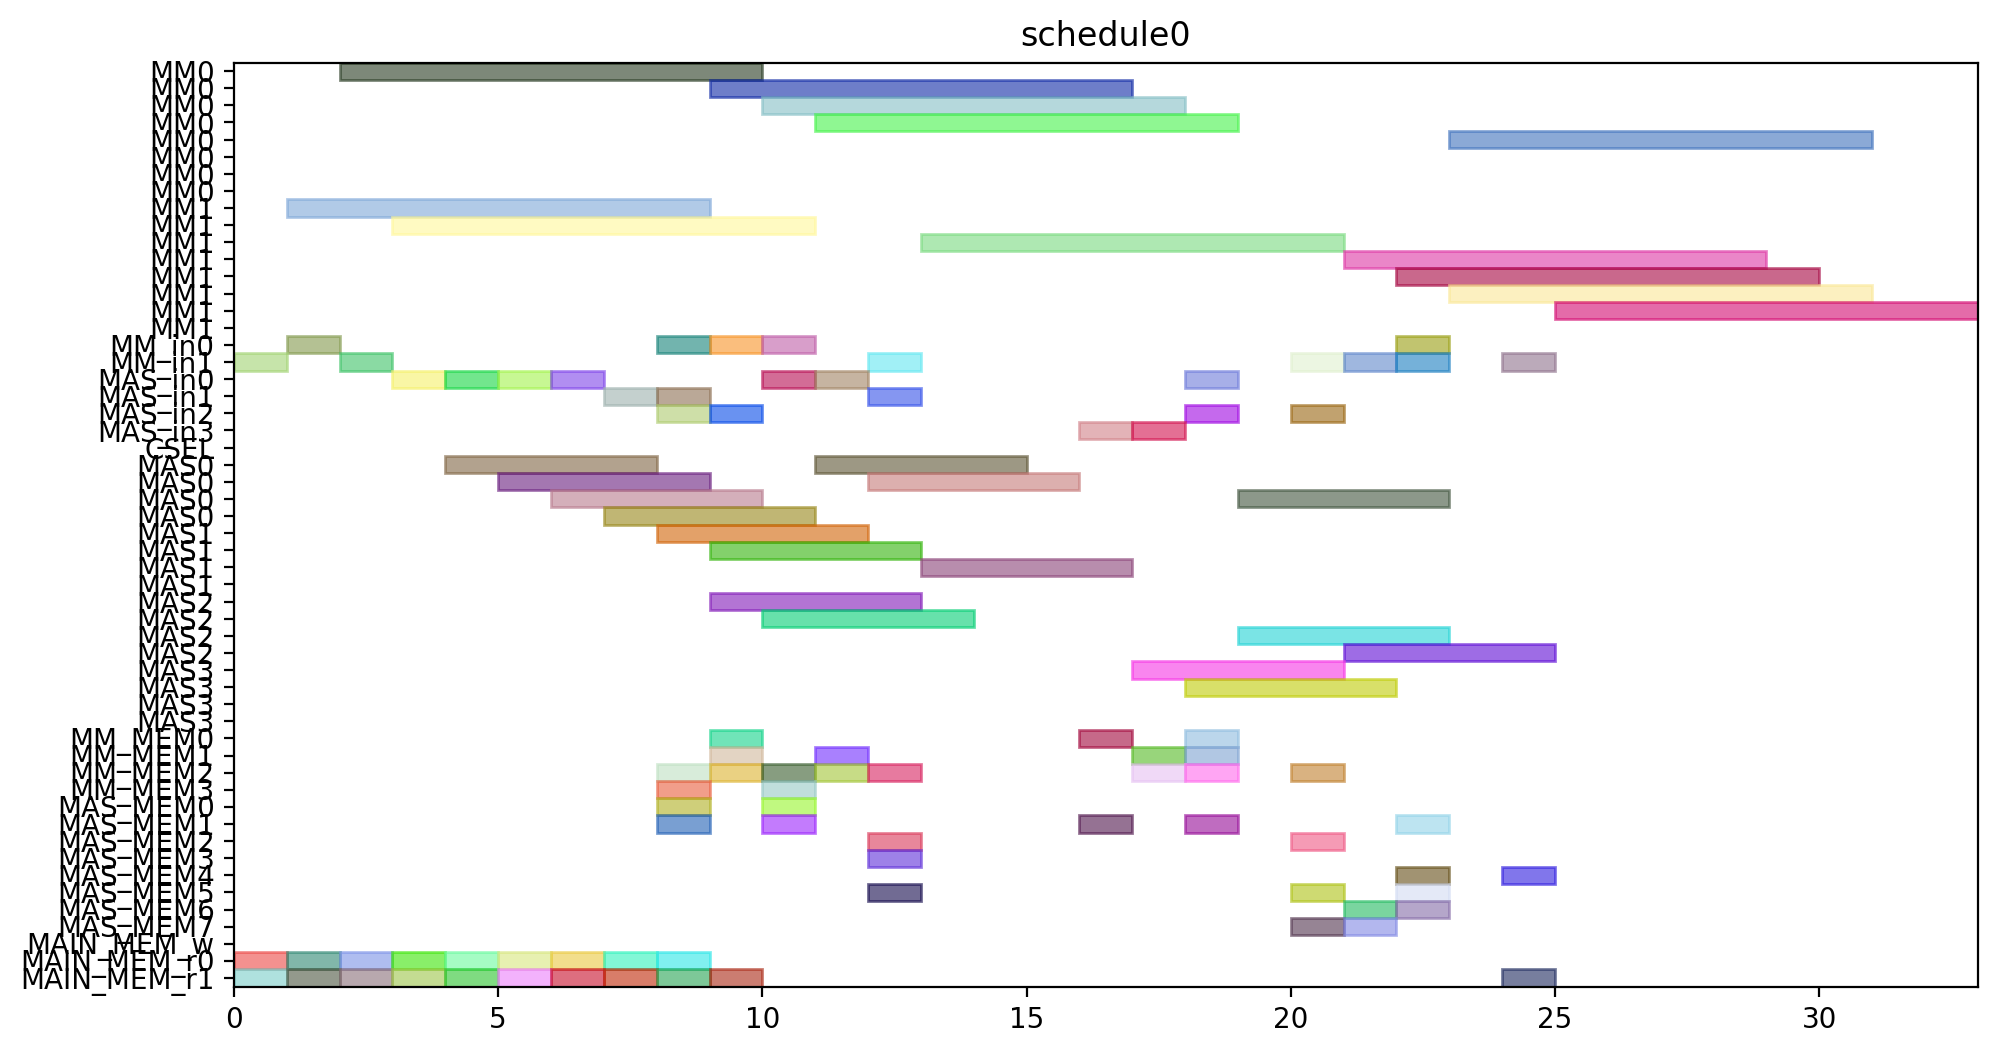 schedule0
MM0
MM0
MM0
MM0
MM0
MM0
MM0
MM0
MM1
MM1
MM1
MM1
MM1
MM1
MM1
MM1
MM_in0
MM_in1
MAS_in0
MAS_in1
MAS_in2
MAS_in3
CSEL
MAS0
MAS0
MAS0
MAS0
MAS1
MAS1
MAS1
MAS1
MAS2
MAS2
MAS2
MAS2
MAS3
MAS3
MAS3
MAS3
MM_MEM0
MM_MEM1
MM_MEM2
MM_MEM3
MAS_MEM0
MAS_MEM1
MAS_MEM2
MAS_MEM3
MAS_MEM4
MAS_MEM5
MAS_MEM6
MAS_MEM7
MAIN_MEM_w
MAIN_MEM_r0
MAIN_MEM_r1
0 5 10 15 20 25 30